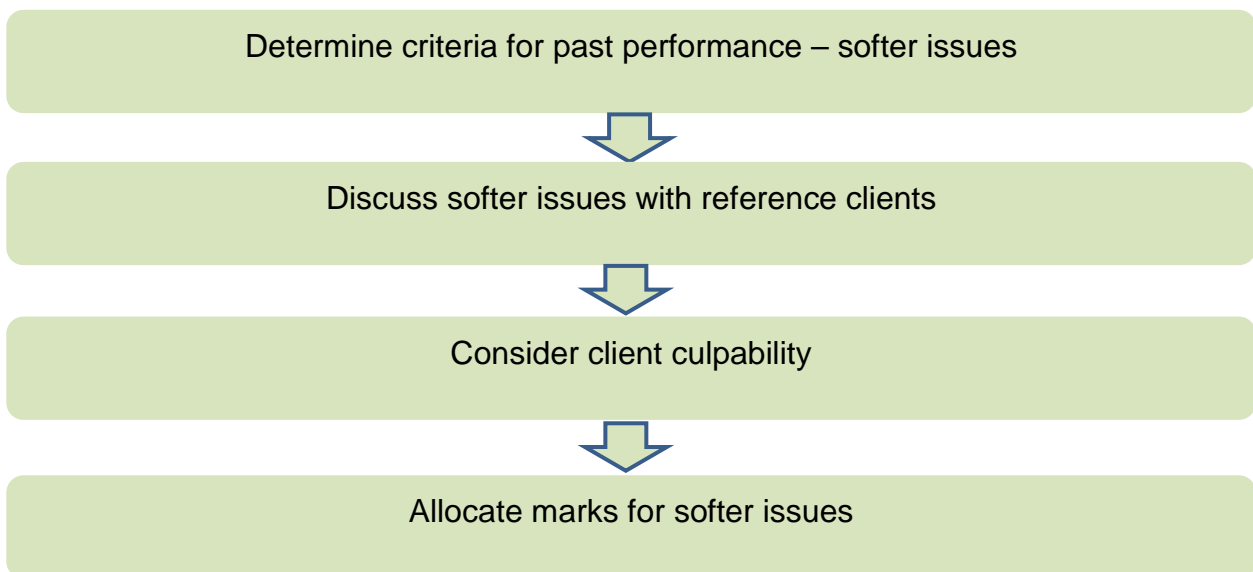 Determine criteria for past performance – softer issues
Discuss softer issues with reference clients
Consider client culpability
Allocate marks for softer issues